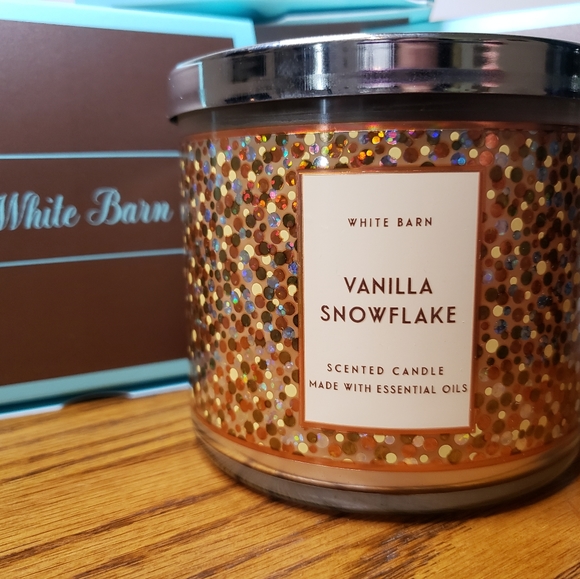 White Barn
WHITE BARN
VANILLA
SNOWFLAKE
SCENTED CANDLE
MADE WITH ESSENTIAL OILS